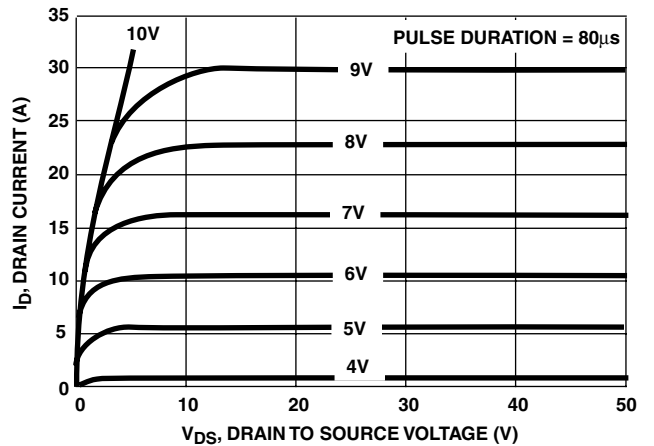 35
30
25
20
15
10
5
0
I_D, DRAIN CURRENT (A)
10V
PULSE DURATION = 80µs
9V
8V
7V
6V
5V
4V
0 10 20 30 40 50
V_DS, DRAIN TO SOURCE VOLTAGE (V)